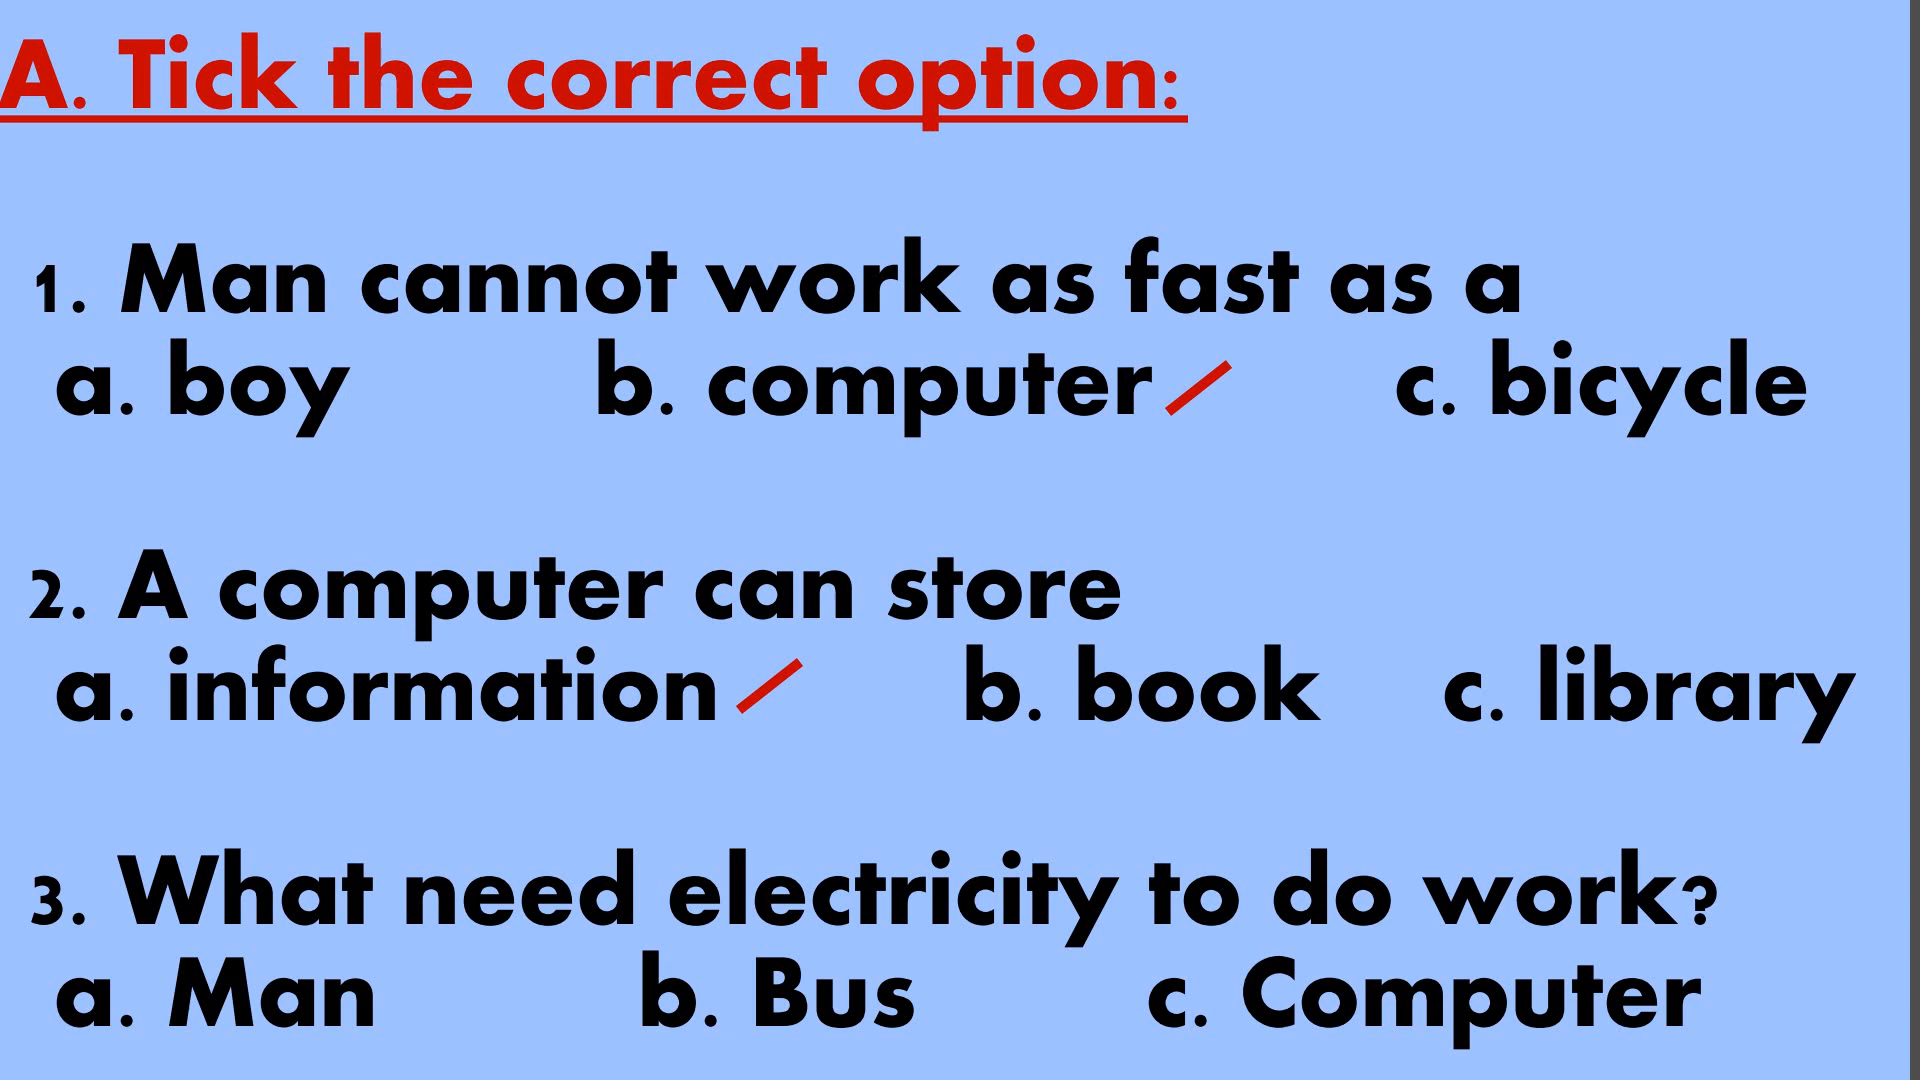 A. Tick the correct option:
1. Man cannot work as fast as a
a. boy b. computer c. bicycle
2. A computer can store
a. information b. book c. library
3. What need electricity to do work?
a. Man b. Bus c. Computer